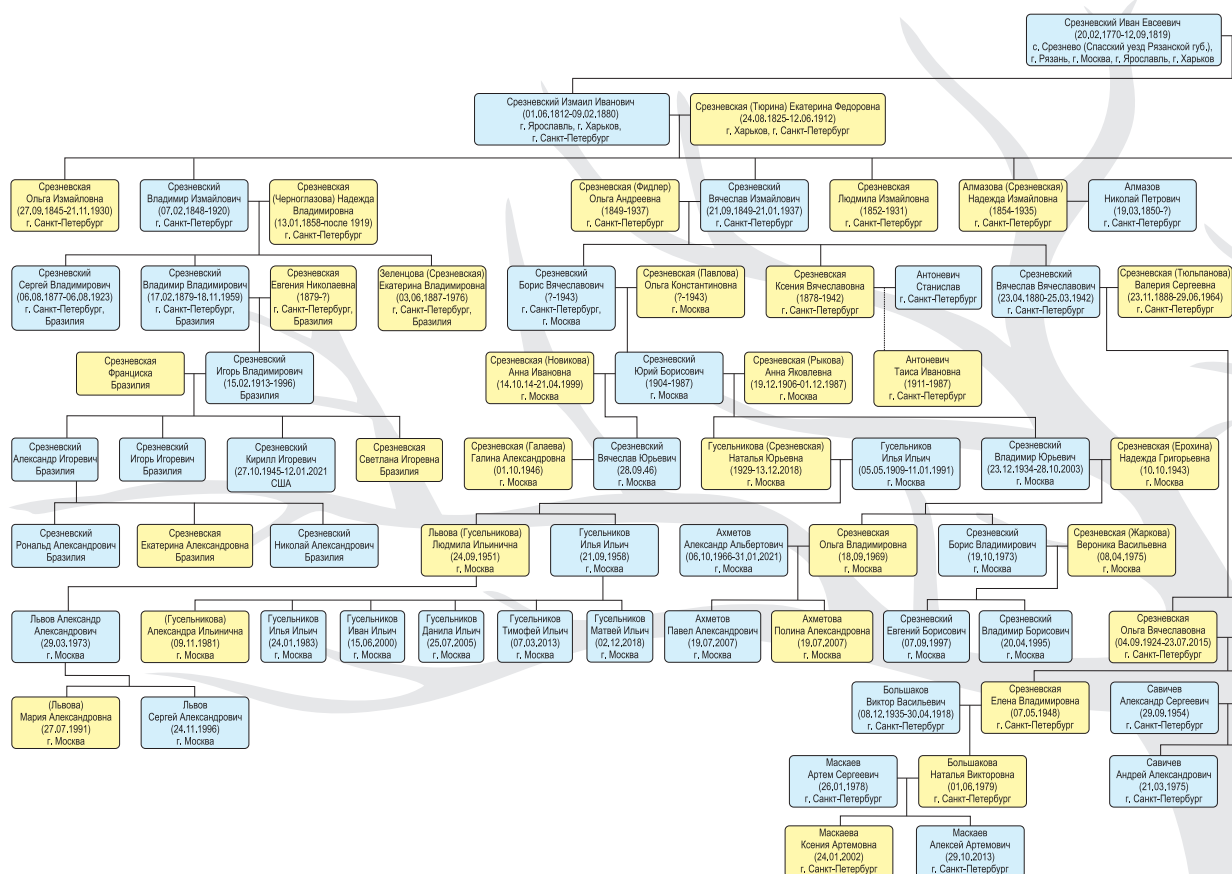 Срезневский Иван Евсеевич
(20.02.1770-12.09.1819)
с. Срезнево (Спасский уезд Рязанской губ.),
г. Рязань, г. Москва, г. Ярославль, г. Харьков
Срезневский Измаил Иванович
(01.06.1812-09.02.1880)
г. Ярославль, г. Харьков,
г. Санкт-Петербург
Срезневская (Тюрина) Екатерина Федоровна
(24.08.1825-12.06.1912)
г. Харьков, г. Санкт-Петербург
Срезневская
Ольга Измайловна
(27.09.1845-21.11.1930)
г. Санкт-Петербург
Срезневский
Владимир Измайлович
(07.02.1848-1920)
г. Санкт-Петербург
Срезневская
(Черноглазова) Надежда
Владимировна
(13.01.1858-после 1919)
г. Санкт-Петербург
Срезневская (Фидлер)
Ольга Андреевна
(1849-1937)
г. Санкт-Петербург
Срезневский
Вячеслав Измайлович
(21.09.1849-21.01.1937)
г. Санкт-Петербург
Срезневская
Людмила Измайловна
(1852-1931)
г. Санкт-Петербург
Алмазова (Срезневская)
Надежда Измайловна
(1854-1935)
г. Санкт-Петербург
Алмазов
Николай Петрович
(19.03.1850-?)
г. Санкт-Петербург
Срезневский
Сергей Владимирович
(06.08.1877-06.08.1923)
г. Санкт-Петербург,
Бразилия
Срезневский
Владимир Владимирович
(17.02.1879-18.11.1959)
г. Санкт-Петербург,
Бразилия
Срезневская
Евгения Николаевна
(1879-?)
г. Санкт-Петербург,
Бразилия
Зеленцова (Срезневская)
Екатерина Владимировна
(03.06.1887-1976)
г. Санкт-Петербург,
Бразилия
Срезневский
Борис Вячеславович
(?-1943)
г. Санкт-Петербург,
г. Москва
Срезневская (Павлова)
Ольга Константиновна
(?-1943)
г. Москва
Срезневская
Ксения Вячеславовна
(1878-1942)
г. Санкт-Петербург
Антоневич
Станислав
г. Санкт-Петербург
Срезневский
Вячеслав Вячеславович
(23.04.1880-25.03.1942)
г. Санкт-Петербург
Срезневская (Тюльпанова)
Валерия Сергеевна
(23.11.1888-29.06.1964)
г. Санкт-Петербург
Срезневская
Франциска
Бразилия
Срезневский
Игорь Владимирович
(15.02.1913-1996)
Бразилия
Срезневская (Новикова)
Анна Ивановна
(14.10.14-21.04.1999)
г. Москва
Срезневский
Юрий Борисович
(1904-1987)
г. Москва
Срезневская (Рыкова)
Анна Яковлевна
(19.12.1906-01.12.1987)
г. Москва
Антоневич
Таиса Ивановна
(1911-1987)
г. Санкт-Петербург
Срезневский
Александр Игоревич
Бразилия
Срезневский
Игорь Игоревич
Бразилия
Срезневский
Кирилл Игоревич
(27.10.1945-12.01.2021)
США
Срезневская
Светлана Игоревна
Бразилия
Срезневская (Галаева)
Галина Александровна
(01.10.1946)
г. Москва
Срезневский
Вячеслав Юрьевич
(28.09.46)
г. Москва
Гусельникова (Срезневская)
Наталья Юрьевна
(1929-13.12.2018)
г. Москва
Гусельников
Илья Ильич
(05.05.1909-11.01.1991)
г. Москва
Срезневский
Владимир Юрьевич
(23.12.1934-28.10.2003)
г. Москва
Срезневская (Ерохина)
Надежда Григорьевна
(10.10.1943)
г. Москва
Срезневский
Рональд Александрович
Бразилия
Срезневская
Екатерина Александровна
Бразилия
Срезневский
Николай Александрович
Бразилия
Львова (Гусельникова)
Людмила Ильинична
(24.09.1951)
г. Москва
Гусельников
Илья Ильич
(21.09.1958)
г. Москва
Ахметов
Александр Альбертович
(06.10.1966-31.01.2021)
г. Москва
Срезневская
Ольга Владимировна
(18.09.1969)
г. Москва
Срезневский
Борис Владимирович
(19.10.1973)
г. Москва
Срезневская (Жаркова)
Вероника Васильевна
(08.04.1975)
г. Москва
Львов Александр
Александрович
(29.03.1973)
г. Москва
(Гусельникова)
Александра Ильинична
(09.11.1981)
г. Москва
Гусельников
Илья Ильич
(24.01.1983)
г. Москва
Гусельников
Иван Ильич
(15.06.2000)
г. Москва
Гусельников
Данила Ильич
(25.07.2005)
г. Москва
Гусельников
Тимофей Ильич
(07.03.2013)
г. Москва
Гусельников
Матвей Ильич
(02.12.2018)
г. Москва
Ахметов
Павел Александрович
(19.07.2007)
г. Москва
Ахметова
Полина Александровна
(19.07.2007)
г. Москва
Срезневский
Евгений Борисович
(07.09.1997)
г. Москва
Срезневский
Владимир Борисович
(20.04.1995)
г. Москва
Срезневская
Ольга Вячеславовна
(04.09.1924-23.07.2015)
г. Санкт-Петербург
(Львова)
Мария Александровна
(27.07.1991)
г. Москва
Львов
Сергей Александрович
(24.11.1996)
г. Москва
Большаков
Виктор Васильевич
(08.12.1935-30.04.1918)
г. Санкт-Петербург
Срезневская
Елена Владимировна
(07.05.1948)
г. Санкт-Петербург
Савичев
Александр Сергеевич
(29.09.1954)
г. Санкт-Петербург
Маскаев
Артем Сергеевич
(26.01.1978)
г. Санкт-Петербург
Большакова
Наталья Викторовна
(01.06.1979)
г. Санкт-Петербург
Савичев
Андрей Александрович
(21.03.1975)
г. Санкт-Петербург
Маскаева
Ксения Артемовна
(24.01.2002)
г. Санкт-Петербург
Маскаев
Алексей Артемович
(29.10.2013)
г. Санкт-Петербург